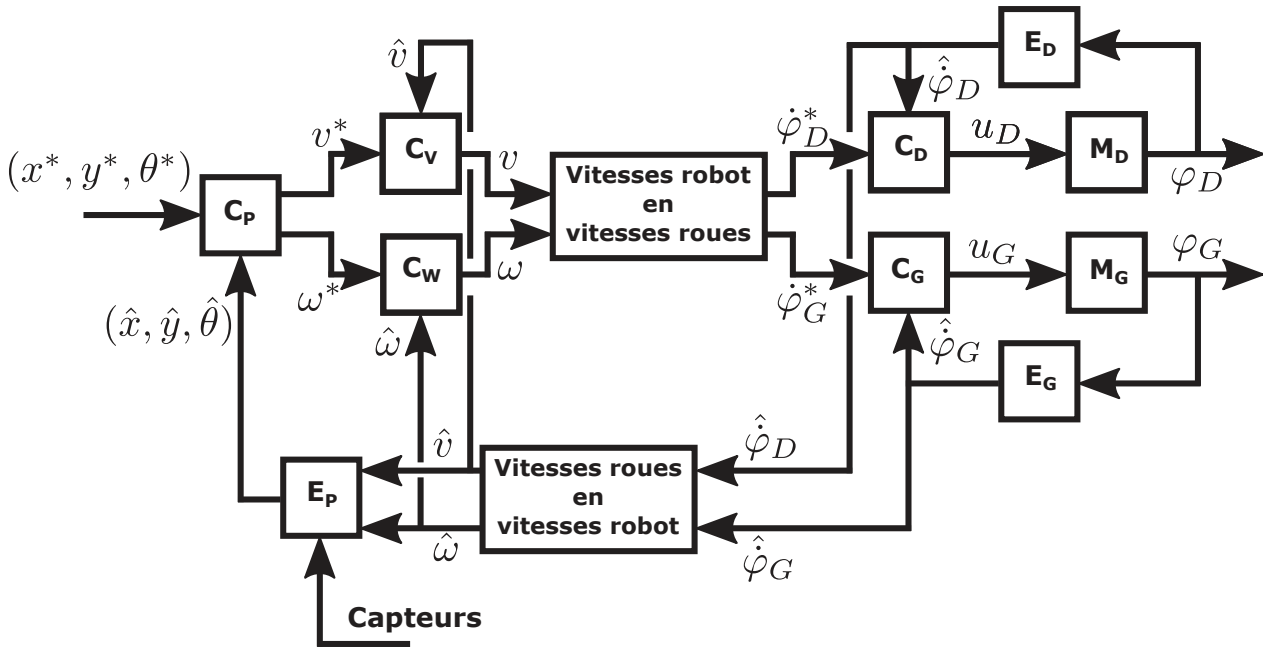 $\hat{v}$
E_D
$\hat{\dot{\varphi}}_D$
$v^*$
C_V
$v$
$\dot{\varphi}_D^*$
C_D
$u_D$
M_D
$\varphi_D$
$(x^*, y^*, \theta^*)$
C_P
Vitesses robot
en
vitesses roues
$\omega^*$
C_W
$\omega$
$\dot{\varphi}_G^*$
C_G
$u_G$
M_G
$\varphi_G$
$(\hat{x}, \hat{y}, \hat{\theta})$
$\hat{\omega}$
$\hat{\dot{\varphi}}_G$
E_G
$\hat{v}$
Vitesses roues
en
vitesses robot
$\hat{\dot{\varphi}}_D$
E_P
$\hat{\omega}$
$\hat{\dot{\varphi}}_G$
Capteurs